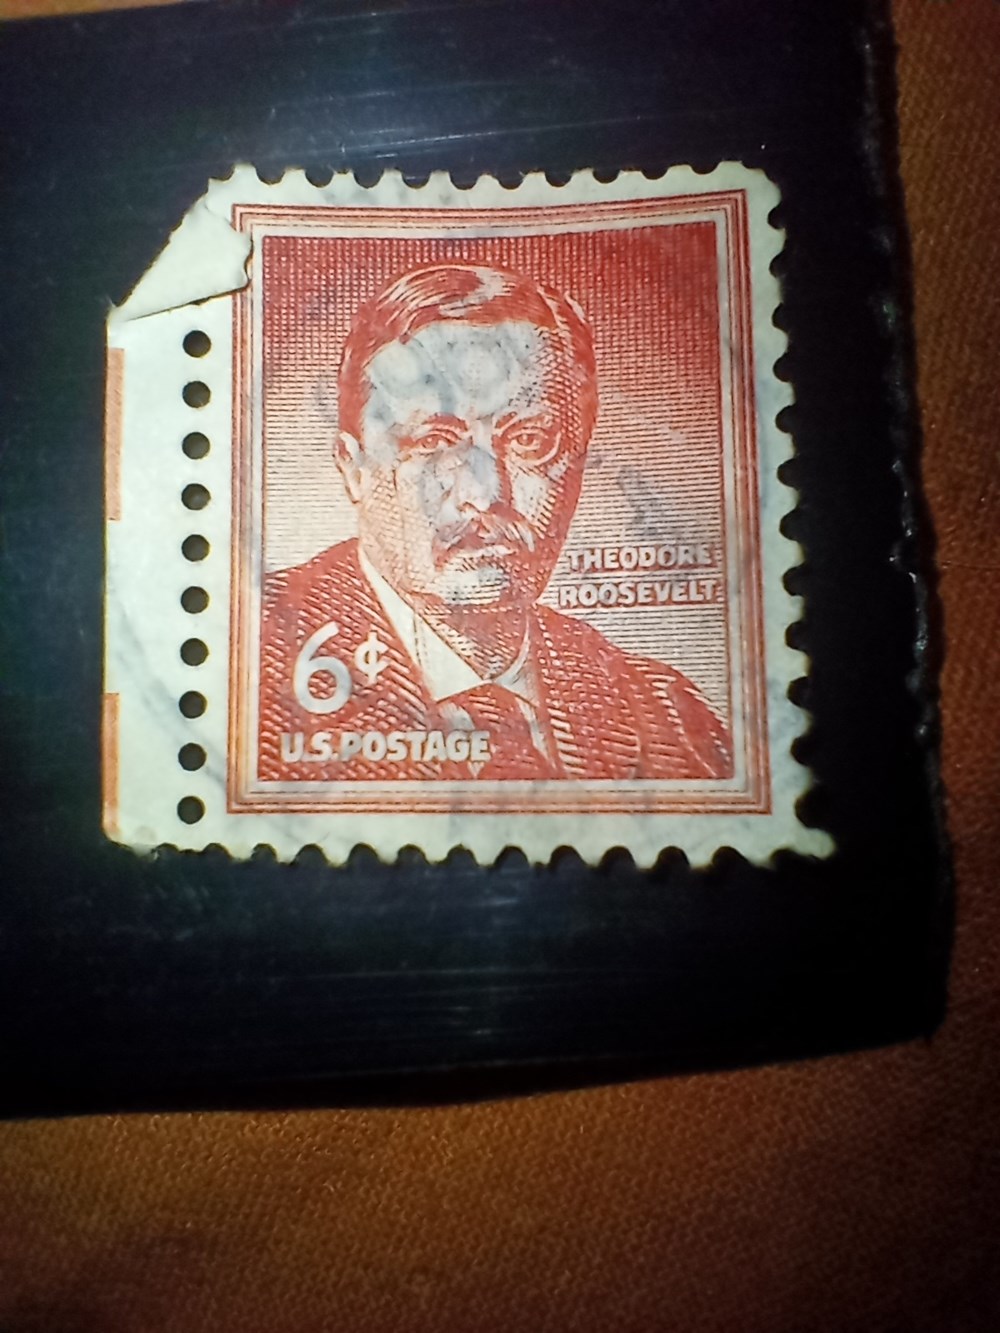 THEODORE
ROOSEVELT
6¢
U.S.POSTAGE